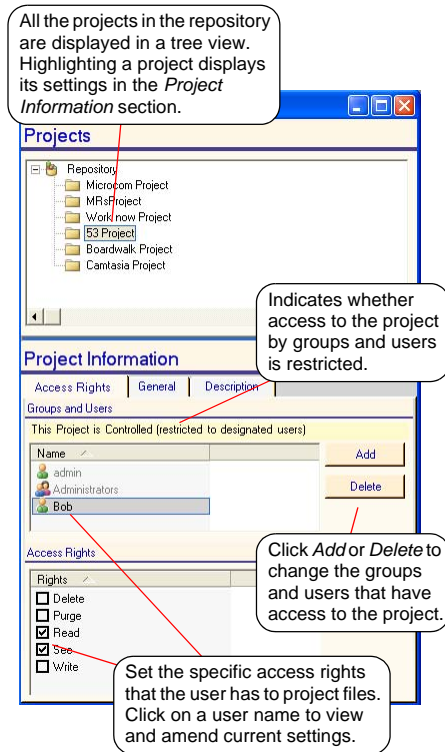 All the projects in the repository
are displayed in a tree view.
Highlighting a project displays
its settings in the Project
Information section.
Projects
Repository
Microcom Project
MRsProject
Work now Project
53 Project
Boardwalk Project
Camtasia Project
Indicates whether
access to the project
by groups and users
is restricted.
Project Information
Access Rights General Description
Groups and Users
This Project is Controlled (restricted to designated users)
Name
Add
admin
Administrators
Delete
Bob
Click Add or Delete to
change the groups
and users that have
access to the project.
Access Rights
Rights
Delete
Purge
Read
See
Write
Set the specific access rights
that the user has to project files.
Click on a user name to view
and amend current settings.